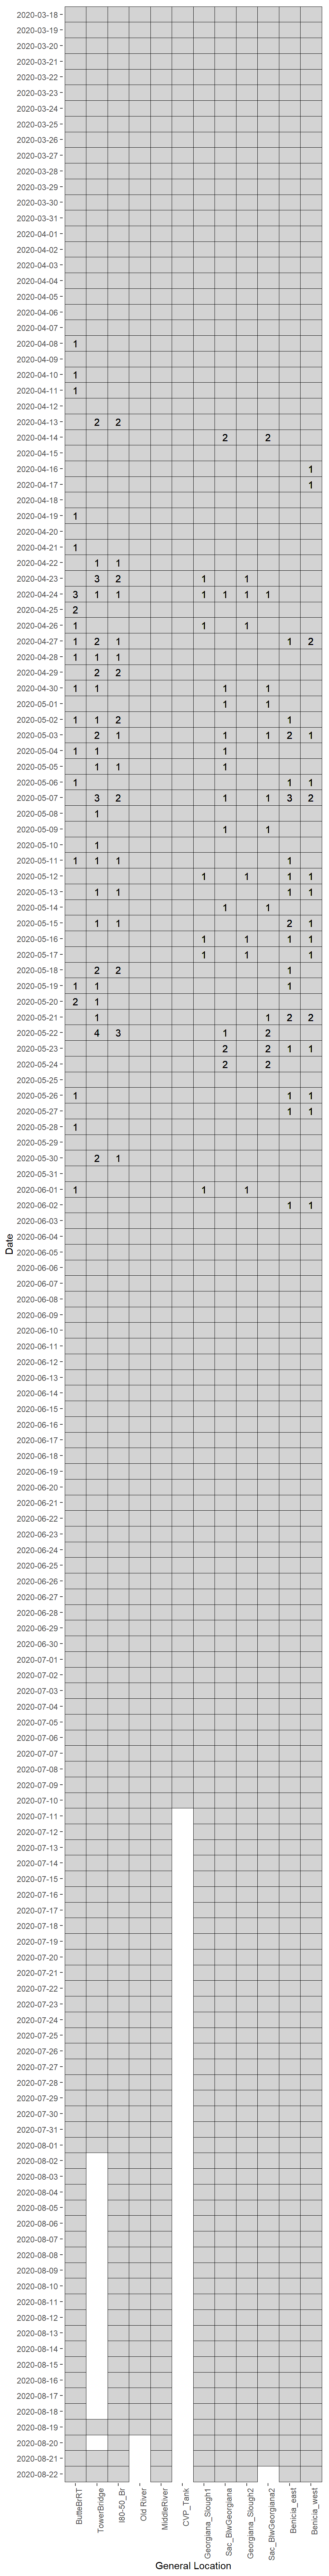 2020-03-18
2020-03-19
2020-03-20
2020-03-21
2020-03-22
2020-03-23
2020-03-24
2020-03-25
2020-03-26
2020-03-27
2020-03-28
2020-03-29
2020-03-30
2020-03-31
2020-04-01
2020-04-02
2020-04-03
2020-04-04
2020-04-05
2020-04-06
2020-04-07
2020-04-08 1
2020-04-09
2020-04-10 1
2020-04-11 1
2020-04-12
2020-04-13 2 2
2020-04-14 2 2
2020-04-15
2020-04-16 1
2020-04-17 1
2020-04-18
2020-04-19 1
2020-04-20
2020-04-21 1
2020-04-22 1 1
2020-04-23 3 2 1 1
2020-04-24 3 1 1 1 1 1 1
2020-04-25 2
2020-04-26 1 1 1
2020-04-27 1 2 1 1 2
2020-04-28 1 1 1
2020-04-29 2 2
2020-04-30 1 1 1 1
2020-05-01 1 1
2020-05-02 1 1 2 1
2020-05-03 2 1 1 1 2 1
2020-05-04 1 1 1
2020-05-05 1 1 1
2020-05-06 1 1 1
2020-05-07 3 2 1 1 3 2
2020-05-08 1
2020-05-09 1 1
2020-05-10 1
2020-05-11 1 1 1 1
2020-05-12 1 1 1 1
2020-05-13 1 1 1 1
2020-05-14 1 1
2020-05-15 1 1 2 1
2020-05-16 1 1 1 1
2020-05-17 1 1 1
2020-05-18 2 2 1
2020-05-19 1 1 1
2020-05-20 2 1
2020-05-21 1 1 2 2
2020-05-22 4 3 1 2
2020-05-23 2 2 1 1
2020-05-24 2 2
2020-05-25
2020-05-26 1 1 1
2020-05-27 1 1
2020-05-28 1
2020-05-29
2020-05-30 2 1
2020-05-31
2020-06-01 1 1 1
2020-06-02 1 1
2020-06-03
2020-06-04
2020-06-05
2020-06-06
2020-06-07
2020-06-08
2020-06-09
2020-06-10
2020-06-11
2020-06-12
2020-06-13
2020-06-14
2020-06-15
2020-06-16
2020-06-17
2020-06-18
2020-06-19
2020-06-20
2020-06-21
2020-06-22
2020-06-23
2020-06-24
2020-06-25
2020-06-26
2020-06-27
2020-06-28
2020-06-29
2020-06-30
2020-07-01
2020-07-02
2020-07-03
2020-07-04
2020-07-05
2020-07-06
2020-07-07
2020-07-08
2020-07-09
2020-07-10
2020-07-11
2020-07-12
2020-07-13
2020-07-14
2020-07-15
2020-07-16
2020-07-17
2020-07-18
2020-07-19
2020-07-20
2020-07-21
2020-07-22
2020-07-23
2020-07-24
2020-07-25
2020-07-26
2020-07-27
2020-07-28
2020-07-29
2020-07-30
2020-07-31
2020-08-01
2020-08-02
2020-08-03
2020-08-04
2020-08-05
2020-08-06
2020-08-07
2020-08-08
2020-08-09
2020-08-10
2020-08-11
2020-08-12
2020-08-13
2020-08-14
2020-08-15
2020-08-16
2020-08-17
2020-08-18
2020-08-19
2020-08-20
2020-08-21
2020-08-22
Date
ButteBrRT
TowerBridge
I80-50_Br
Old River
MiddleRiver
CVP_Tank
Georgiana_Slough1
Sac_BlwGeorgiana
Georgiana_Slough2
Sac_BlwGeorgiana2
Benicia_east
Benicia_west
General Location